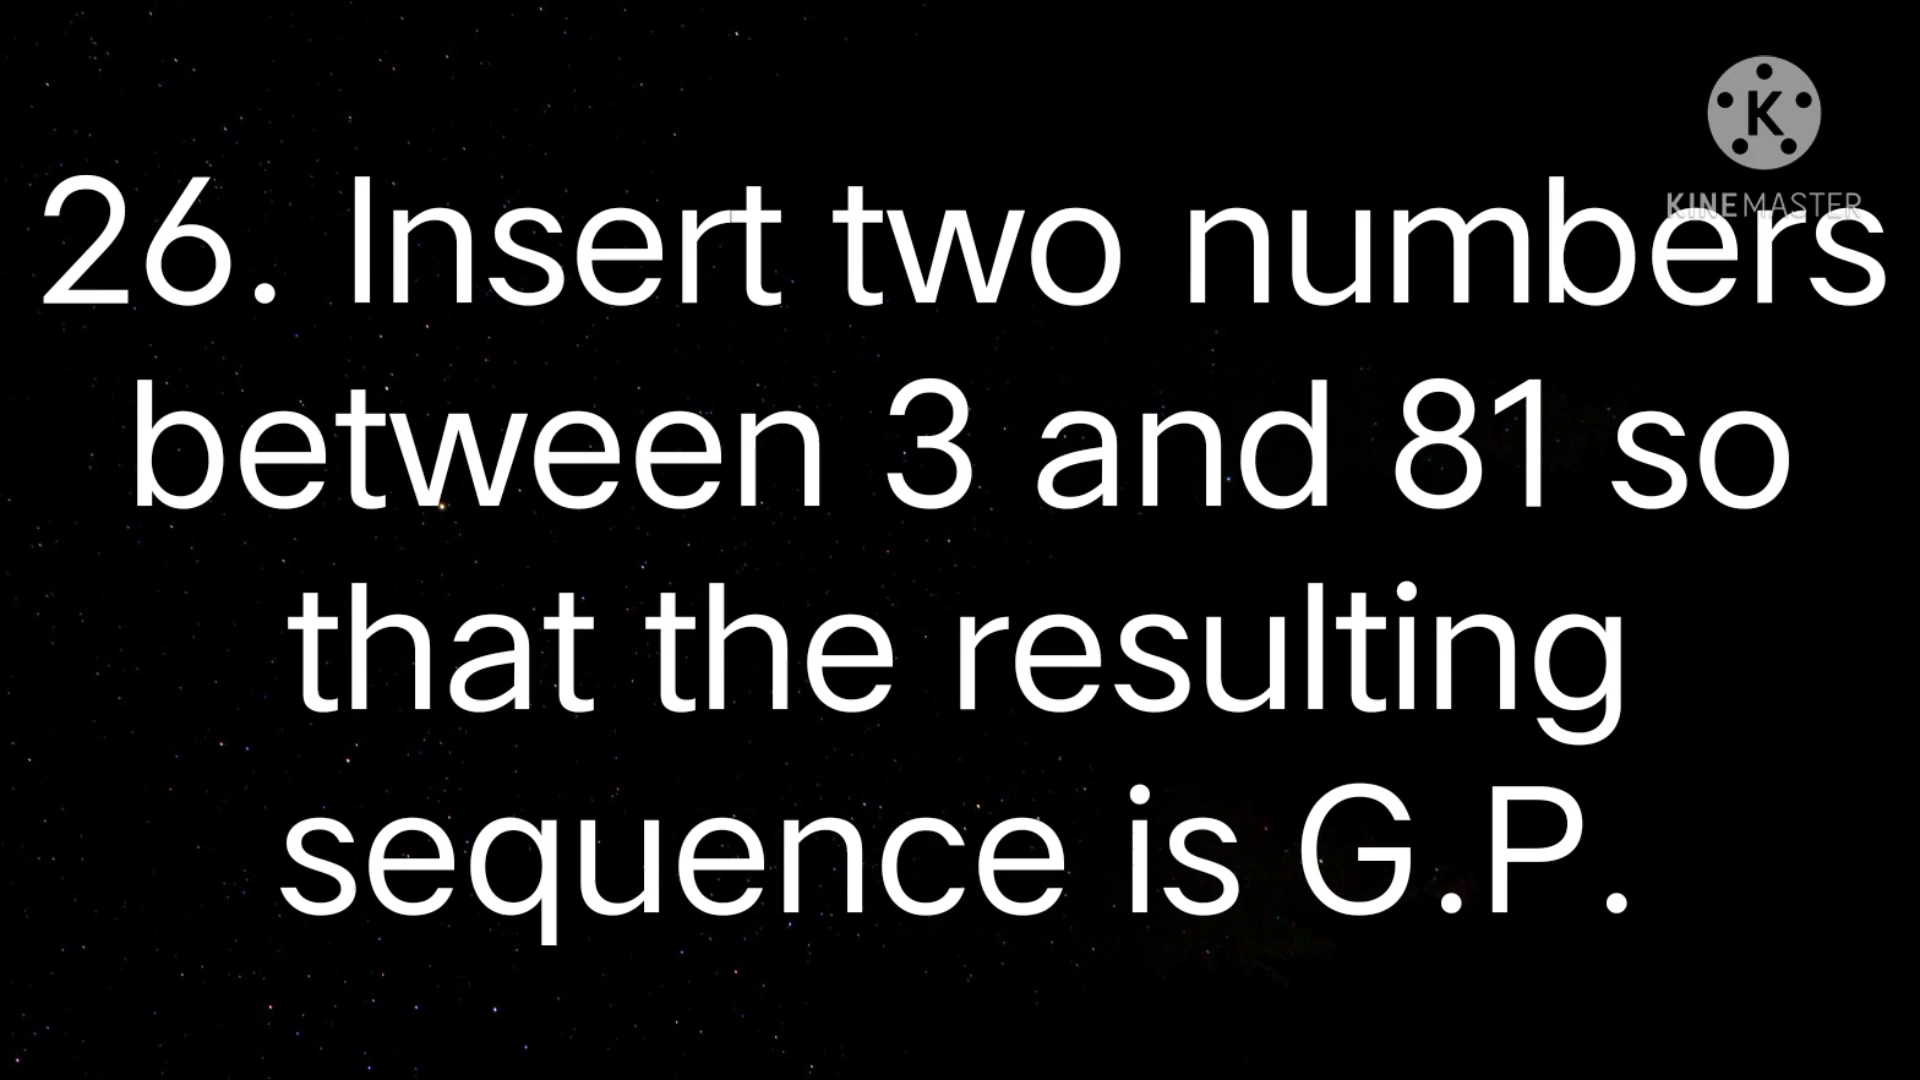 K
KINEMASTER
26. Insert two numbers
between 3 and 81 so
that the resulting
sequence is G.P.